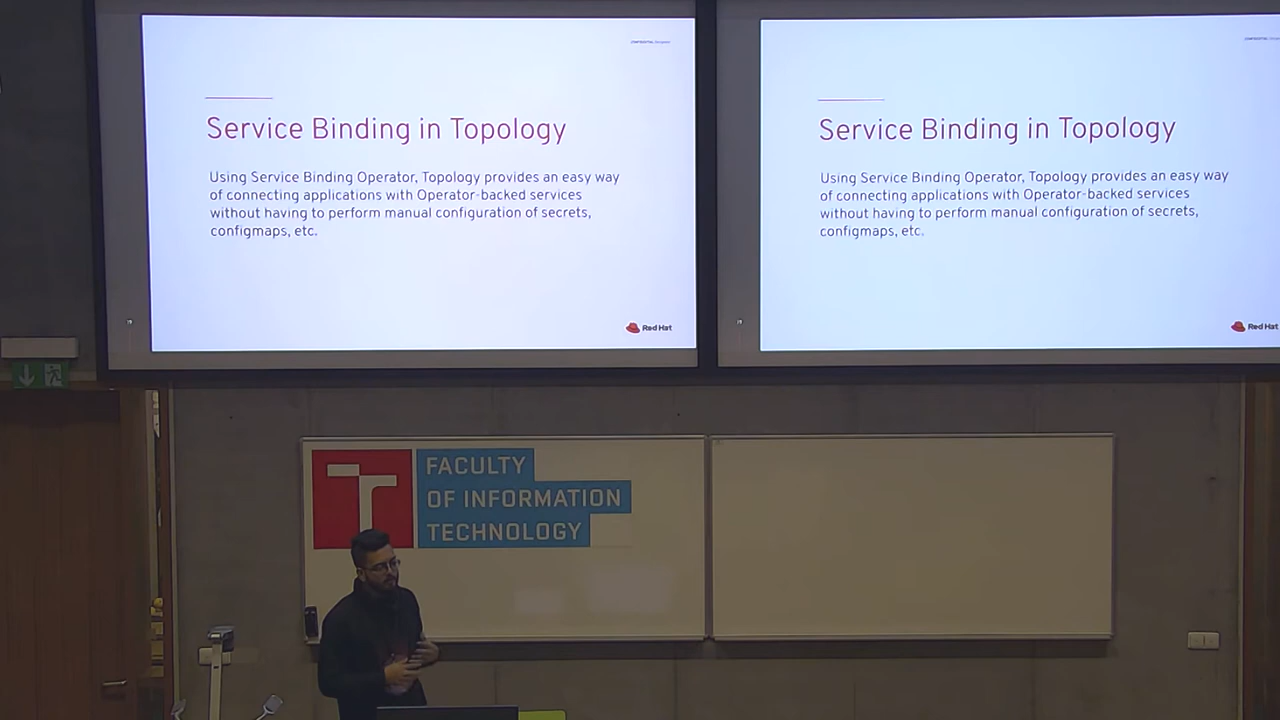 CONFIDENTIAL Designator
Service Binding in Topology
Using Service Binding Operator, Topology provides an easy way
of connecting applications with Operator-backed services
without having to perform manual configuration of secrets,
configmaps, etc.
Red Hat
Service Binding in Topology
Using Service Binding Operator, Topology provides an easy way
of connecting applications with Operator-backed services
without having to perform manual configuration of secrets,
configmaps, etc.
Red Hat
T
FACULTY
OF INFORMATION
TECHNOLOGY